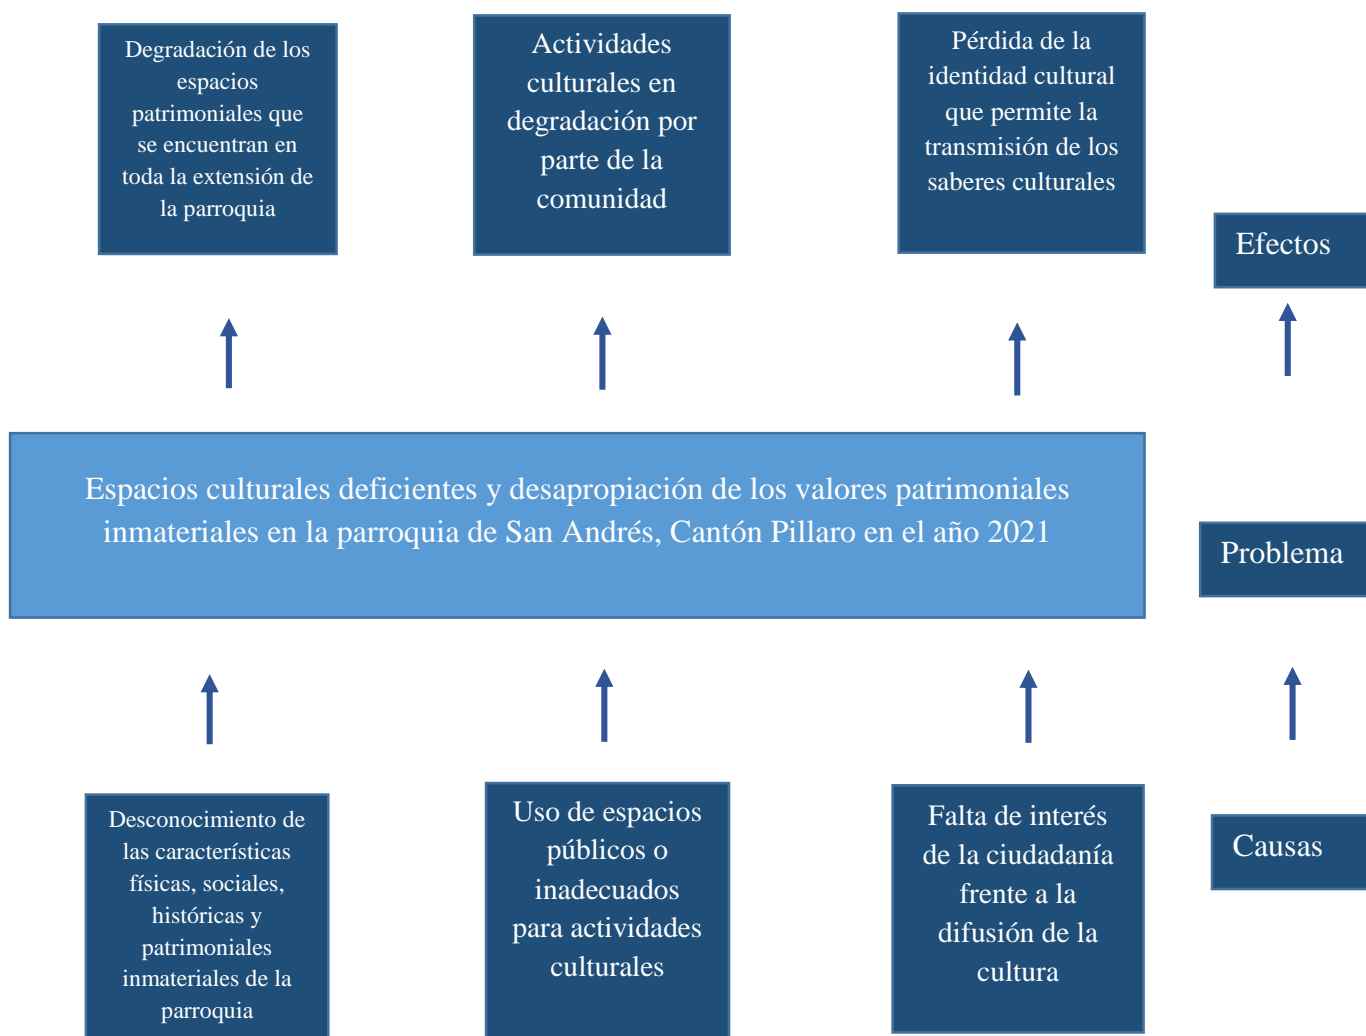 Degradación de los
espacios
patrimoniales que
se encuentran en
toda la extensión de
la parroquia
Actividades
culturales en
degradación por
parte de la
comunidad
Pérdida de la
identidad cultural
que permite la
transmisión de los
saberes culturales
Efectos
Espacios culturales deficientes y desapropiación de los valores patrimoniales
inmateriales en la parroquia de San Andrés, Cantón Pillaro en el año 2021
Problema
Desconocimiento de
las características
físicas, sociales,
históricas y
patrimoniales
inmateriales de la
parroquia
Uso de espacios
públicos o
inadecuados
para actividades
culturales
Falta de interés
de la ciudadanía
frente a la
difusión de la
cultura
Causas